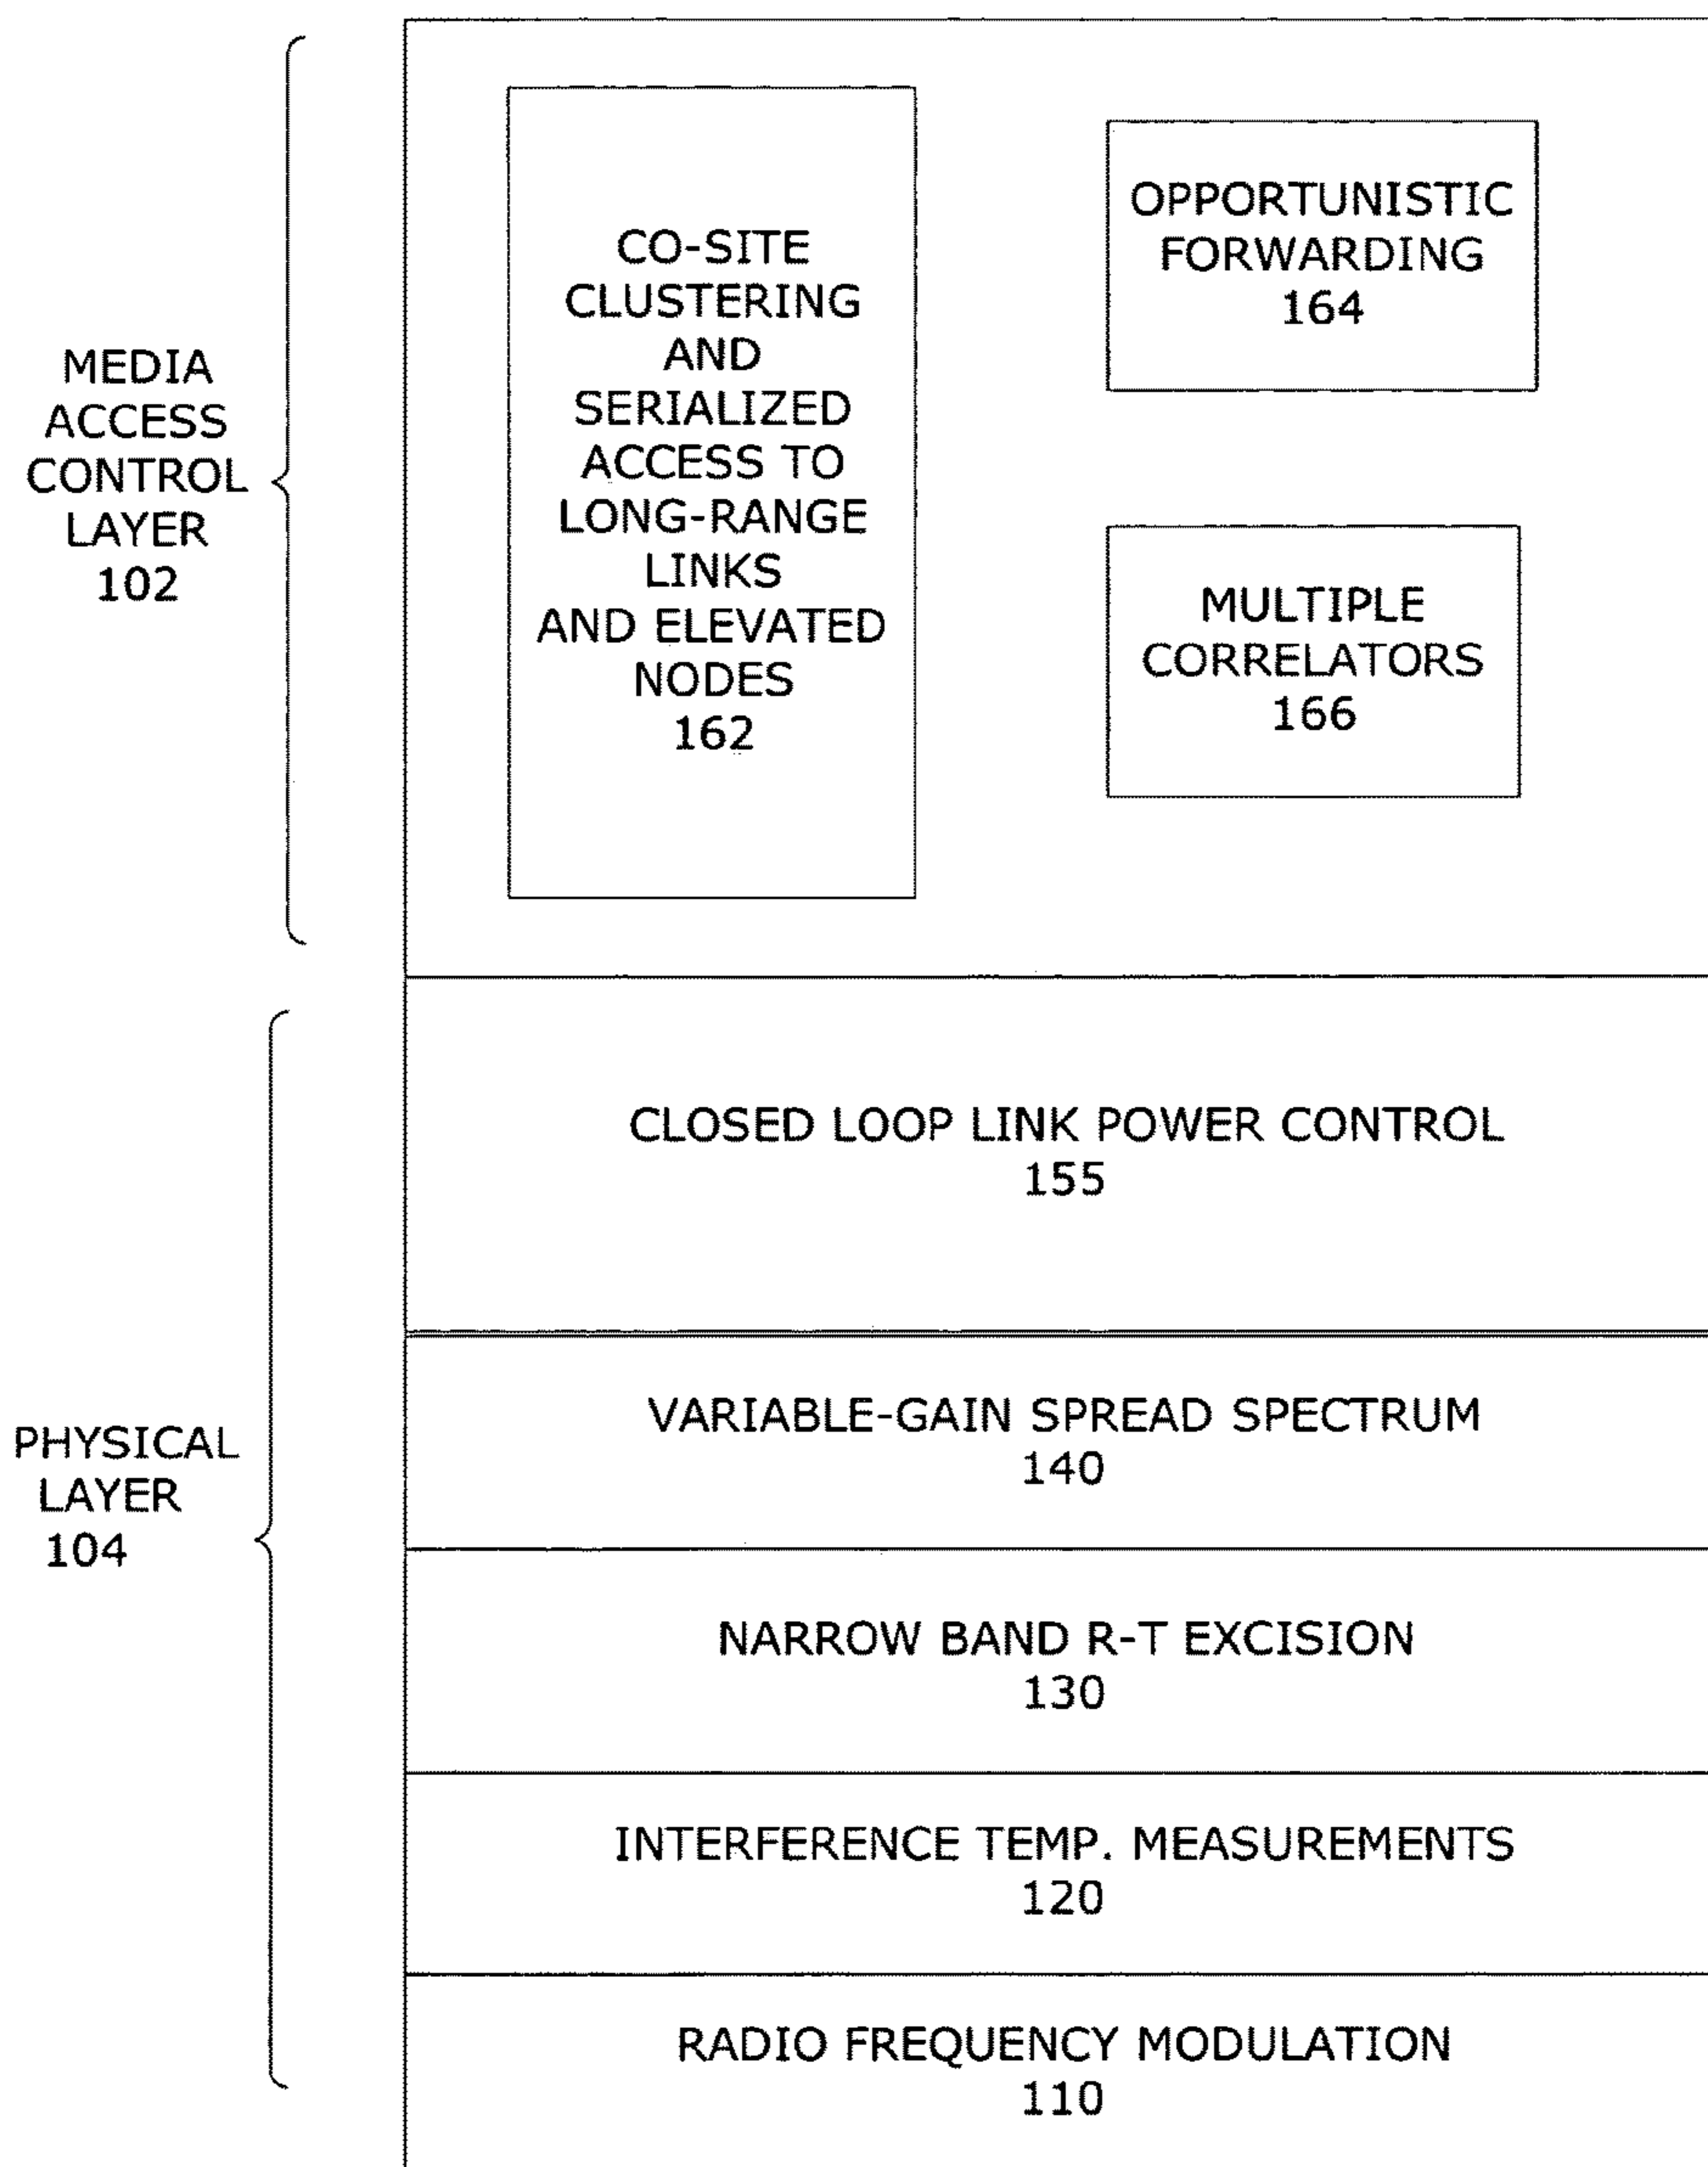 MEDIA
ACCESS
CONTROL
LAYER
102
CO-SITE
CLUSTERING
AND
SERIALIZED
ACCESS TO
LONG-RANGE
LINKS
AND ELEVATED
NODES
162
OPPORTUNISTIC
FORWARDING
164
MULTIPLE
CORRELATORS
166
PHYSICAL
LAYER
104
CLOSED LOOP LINK POWER CONTROL
155
VARIABLE-GAIN SPREAD SPECTRUM
140
NARROW BAND R-T EXCISION
130
INTERFERENCE TEMP. MEASUREMENTS
120
RADIO FREQUENCY MODULATION
110